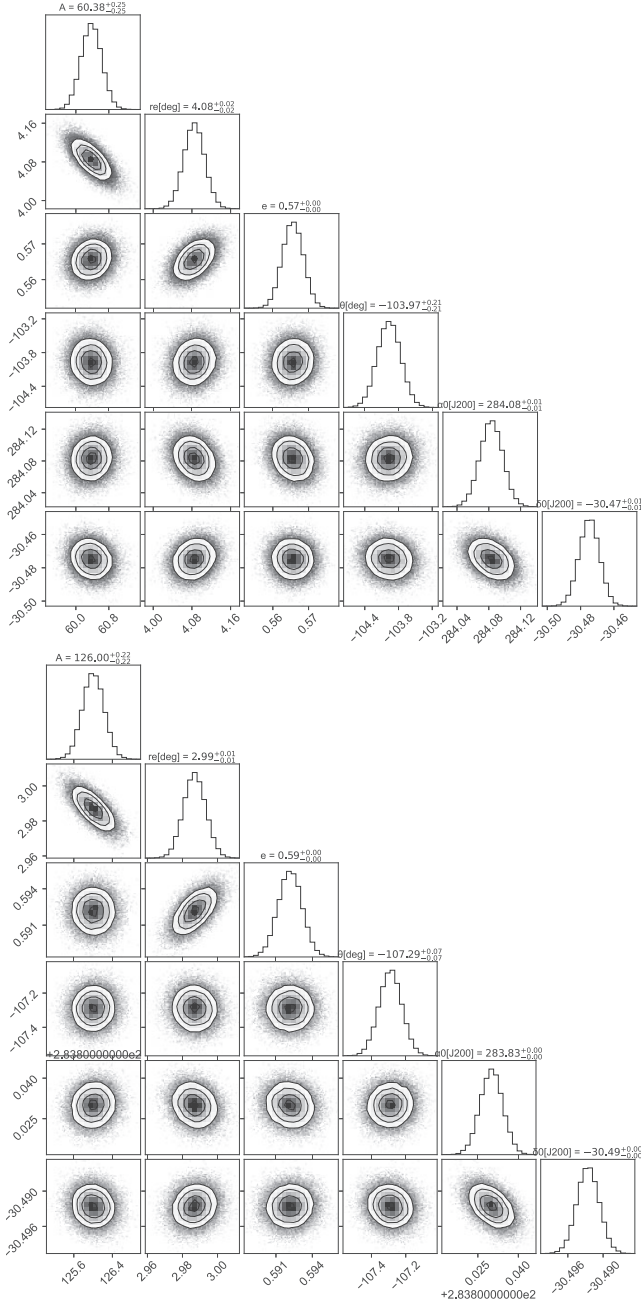 A = 60.38+0.25−0.25
re[deg] = 4.08+0.02−0.02
4.16
4.08
4.00
e = 0.57+0.00−0.00
0.57
0.56
θ[deg] = −103.97+0.21−0.21
−103.2
−103.8
−104.4
α0[J200] = 284.08+0.01−0.01
284.12
284.08
284.04
δ0[J200] = −30.47+0.01−0.01
−30.46
−30.48
−30.50
60.0 60.8 4.00 4.08 4.16 0.56 0.57 −104.4 −103.8 −103.2 284.04 284.08 284.12 −30.50 −30.48 −30.46
A = 126.00+0.22−0.22
re[deg] = 2.99+0.01−0.01
3.00
2.98
2.96
e = 0.59+0.00−0.00
0.594
0.591
θ[deg] = −107.29+0.07−0.07
−107.2
−107.4
+2.8380000000e2
α0[J200] = 283.83+0.00−0.00
0.040
0.025
δ0[J200] = −30.49+0.00−0.00
−30.490
−30.496
125.6 126.4 2.96 2.98 3.00 0.591 0.594 −107.4 −107.2 0.025 0.040 −30.496 −30.490
+2.8380000000e2